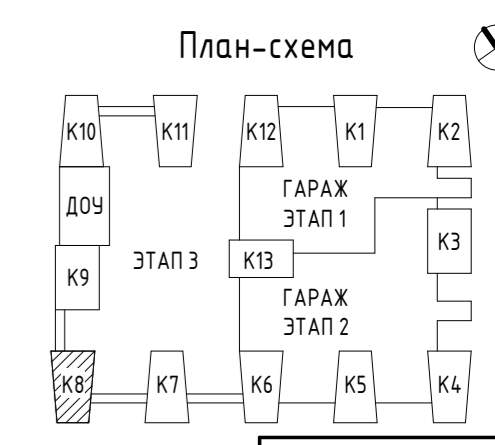 План-схема
К10 К11 К12 К1 К2
ГАРАЖ
ЭТАП 1
ДОУ
К3
ЭТАП 3 К13
К9
ГАРАЖ
ЭТАП 2
К8 К7 К6 К5 К4